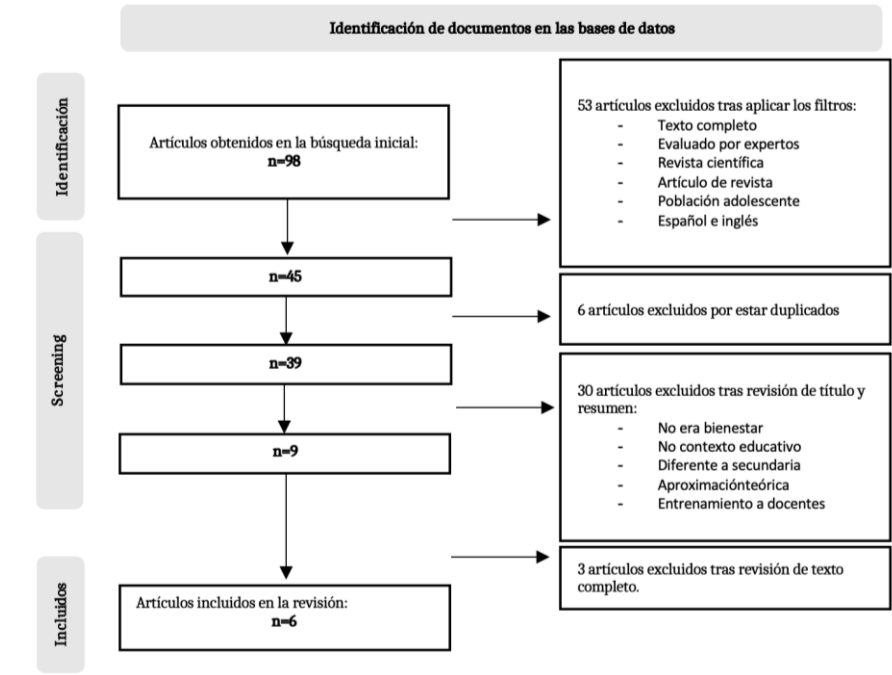 Identificación de documentos en las bases de datos
Identificación
Artículos obtenidos en la búsqueda inicial:
n=98
53 artículos excluidos tras aplicar los filtros:
- Texto completo
- Evaluado por expertos
- Revista científica
- Artículo de revista
- Población adolescente
- Español e inglés
Screening
n=45
6 artículos excluidos por estar duplicados
n=39
30 artículos excluidos tras revisión de título y
resumen:
- No era bienestar
- No contexto educativo
- Diferente a secundaria
- Aproximaciónteórica
- Entrenamiento a docentes
n=9
3 artículos excluidos tras revisión de texto
completo.
Incluidos
Artículos incluidos en la revisión:
n=6